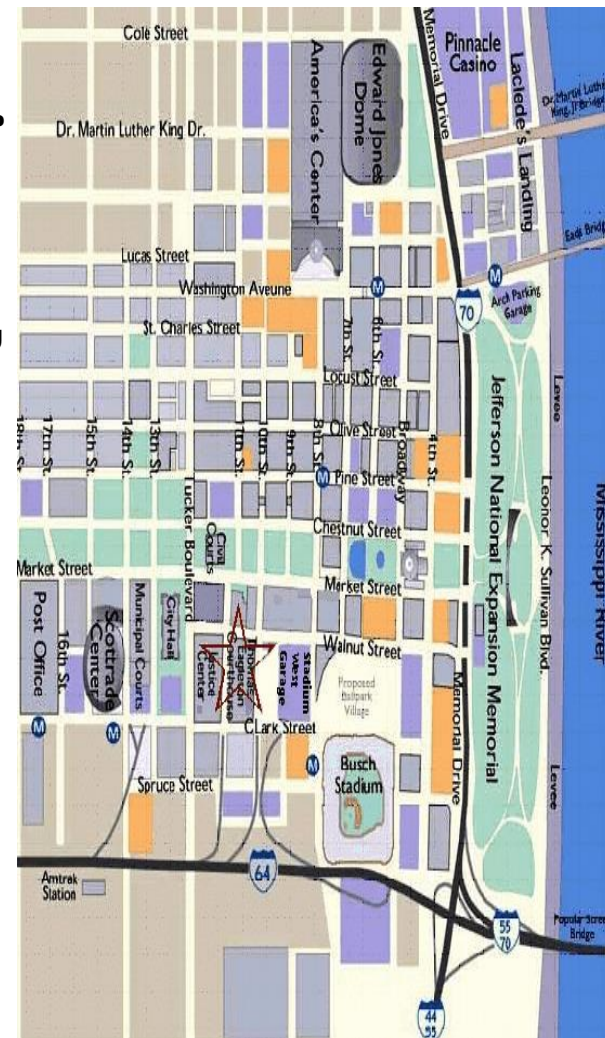 Cole Street
Dr. Martin Luther King Dr.
Lucas Street
Washington Aveune
St. Charles Street
Locust Street
Olive Street
Pine Street
Chestnut Street
Market Street
Market Street
Walnut Street
CLark Street
Spruce Street
America's Center
Edward Jones
Dome
Memorial Drive
Pinnacle
Casino
Laclede's Landing
Dr. Martin Luther
King, Jr Bridge
Eads Bridg
M
M
70
Arch Parking
Garage
7th St.
6th St.
Broadway
4th St.
8th St.
9th St.
10th St.
11th St.
Tucker Boulevard
13th St.
14th St.
15th St.
17th St.
18th St.
M
Levee
Leonor K. Sullivan Blvd.
Mississippi River
Jefferson National Expansion Memorial
Civil
Courts
Post Office
16th St.
Scottrade
Center
Municipal Courts
City Hall
Justice
Center
Thomas
Eagleton
Courthouse
Stadium
West
Garage
Proposed
Ballpark
Village
Memorial Drive
Levee
M
M
M
Busch
Stadium
64
Amtrak
Station
55
70
Popular Stree
Bridge
44
55